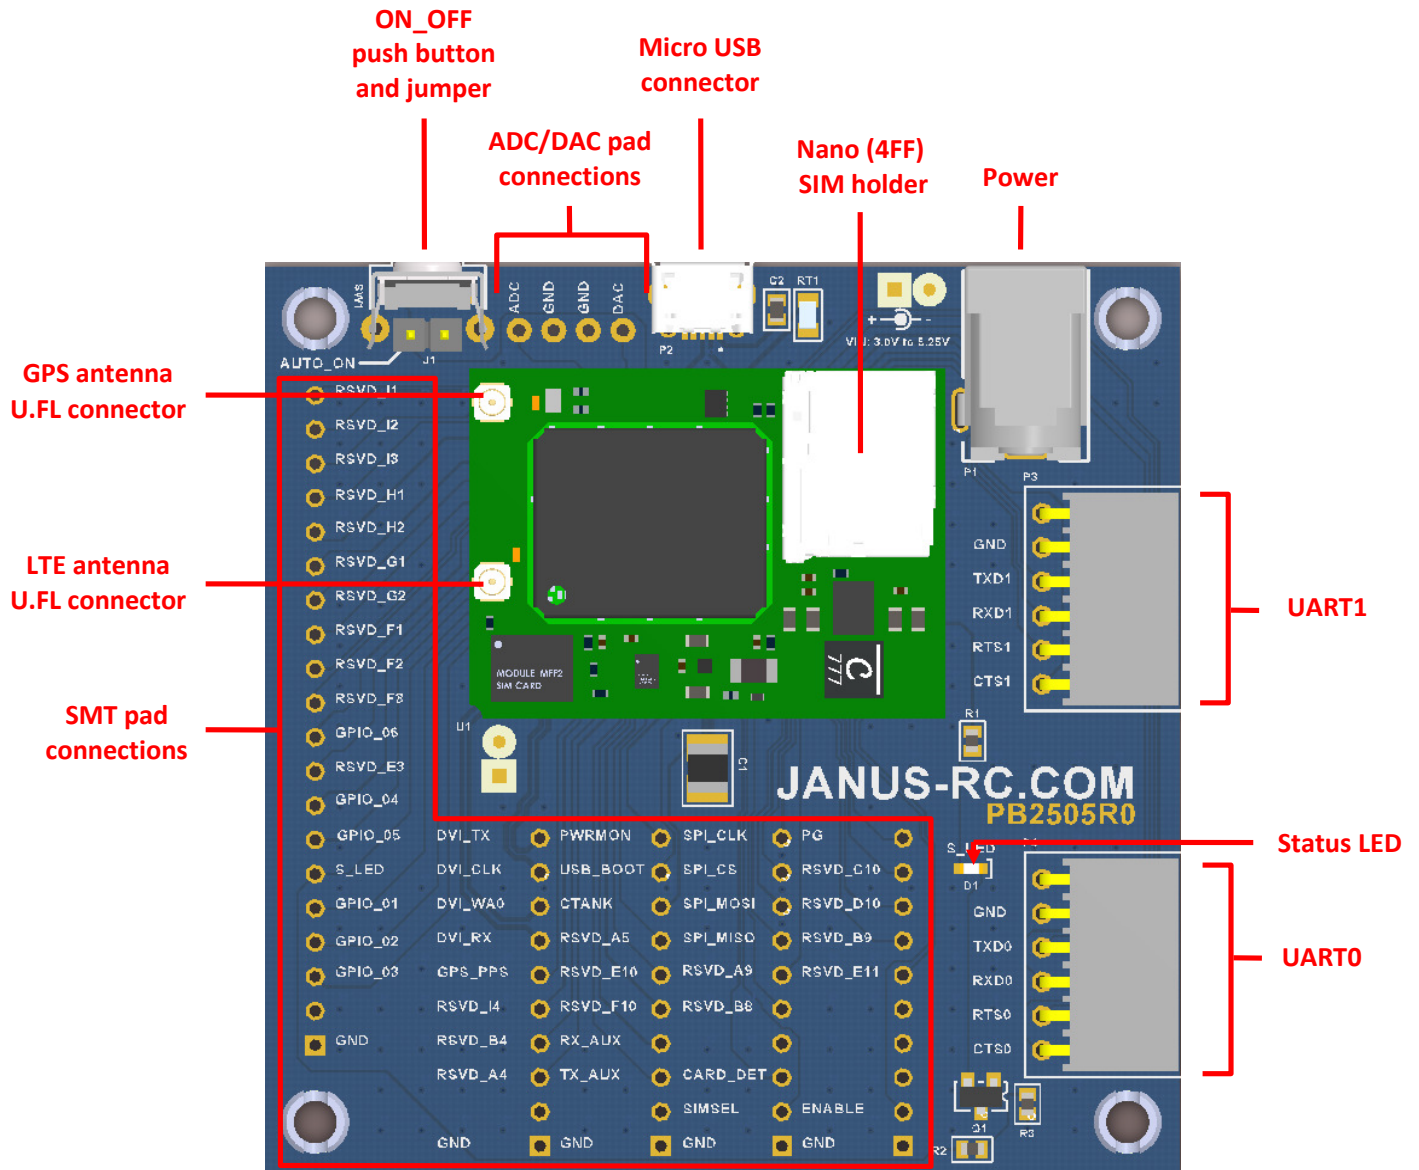 ON_OFF
push button
and jumper
Micro USB
connector
ADC/DAC pad
connections
Nano (4FF)
SIM holder
Power
GPS antenna
U.FL connector
LTE antenna
U.FL connector
SMT pad
connections
UART1
Status LED
UART0
SW1
ADC
GND
GND
DAC
P2
C2
RT1
+ -
VIN: 3.0V to 5.25V
AUTO_ON
J1
P1
P3
RSVD_I1
RSVD_I2
RSVD_I3
RSVD_H1
RSVD_H2
RSVD_G1
RSVD_G2
RSVD_F1
RSVD_F2
RSVD_F3
GPIO_06
RSVD_E3
GPIO_04
GPIO_05
S_LED
GPIO_01
GPIO_02
GPIO_03
GND
MODULE MFF2
SIM CARD
C
777
U1
C1
R1
GND
TXD1
RXD1
RTS1
CTS1
JANUS-RC.COM
PB2505R0
DVI_TX PWRMON SPI_CLK PG
DVI_CLK USB_BOOT SPI_CS RSVD_C10
DVI_WA0 CTANK SPI_MOSI RSVD_D10
DVI_RX RSVD_A5 SPI_MISO RSVD_B9
GPS_PPS RSVD_E10 RSVD_A9 RSVD_E11
RSVD_I4 RSVD_F10 RSVD_B8
RSVD_B4 RX_AUX
RSVD_A4 TX_AUX CARD_DET
SIMSEL ENABLE
GND GND GND GND
S_LED
D1
GND
TXD0
RXD0
RTS0
CTS0
Q1
R3
R2